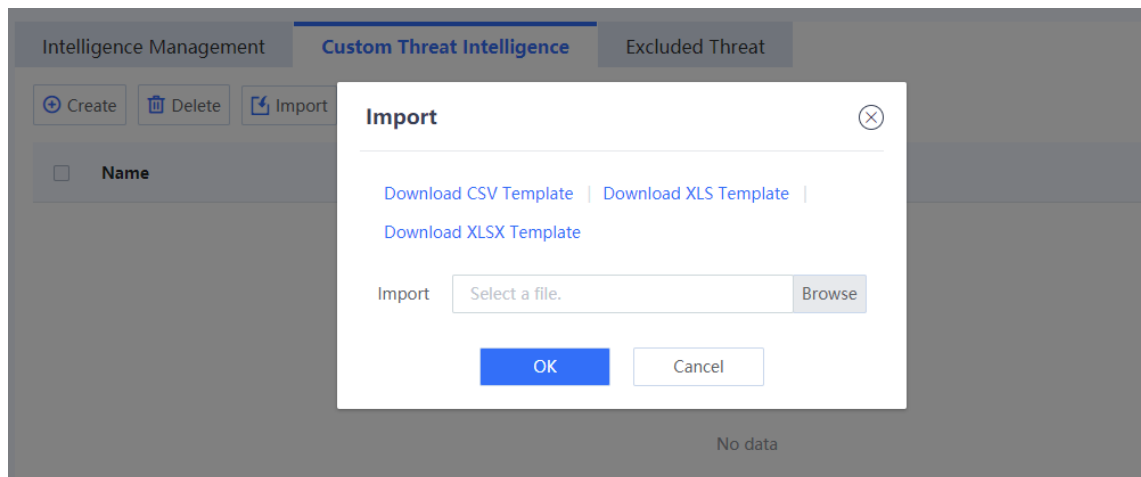 Intelligence Management Custom Threat Intelligence Excluded Threat
Create Delete Import
Name
Import
Download CSV Template | Download XLS Template |
Download XLSX Template
Import Select a file. Browse
OK Cancel
No data